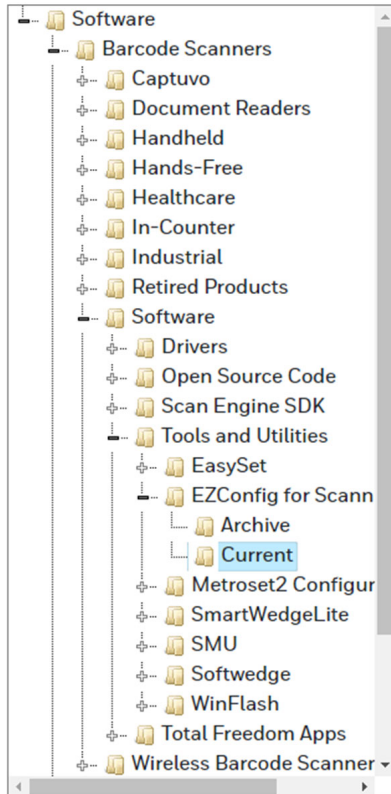 Software
Barcode Scanners
Captuvo
Document Readers
Handheld
Hands-Free
Healthcare
In-Counter
Industrial
Retired Products
Software
Drivers
Open Source Code
Scan Engine SDK
Tools and Utilities
EasySet
EZConfig for Scann
Archive
Current
Metroset2 Configur
SmartWedgeLite
SMU
Softwedge
WinFlash
Total Freedom Apps
Wireless Barcode Scanner